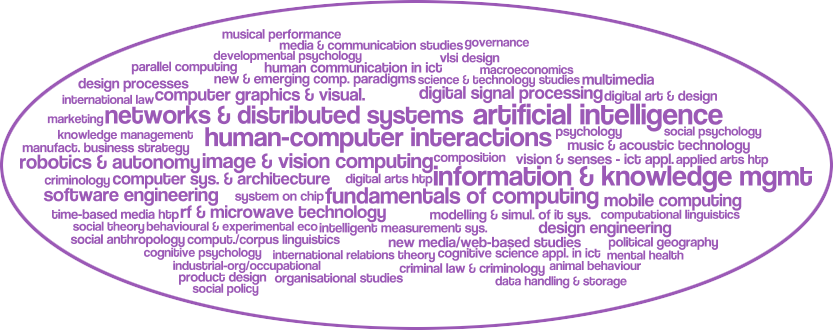 musical performance
media & communication studies governance
developmental psychology vlsi design
parallel computing human communication in ict macroeconomics
design processes new & emerging comp. paradigms science & technology studies multimedia
international law computer graphics & visual. digital signal processing digital art & design
marketing networks & distributed systems artificial intelligence
knowledge management human-computer interactions psychology social psychology
manufact. business strategy music & acoustic technology
robotics & autonomy image & vision computing composition vision & senses - ict appl. applied arts htp
criminology computer sys. & architecture digital arts htp information & knowledge mgmt
software engineering system on chip fundamentals of computing mobile computing
time-based media htp rf & microwave technology modelling & simul. of it sys. computational linguistics
social theory behavioural & experimental eco intelligent measurement sys. design engineering
social anthropology comput./corpus linguistics new media/web-based studies political geography
cognitive psychology international relations theory cognitive science appl. in ict mental health
industrial-org/occupational criminal law & criminology animal behaviour
product design organisational studies data handling & storage
social policy